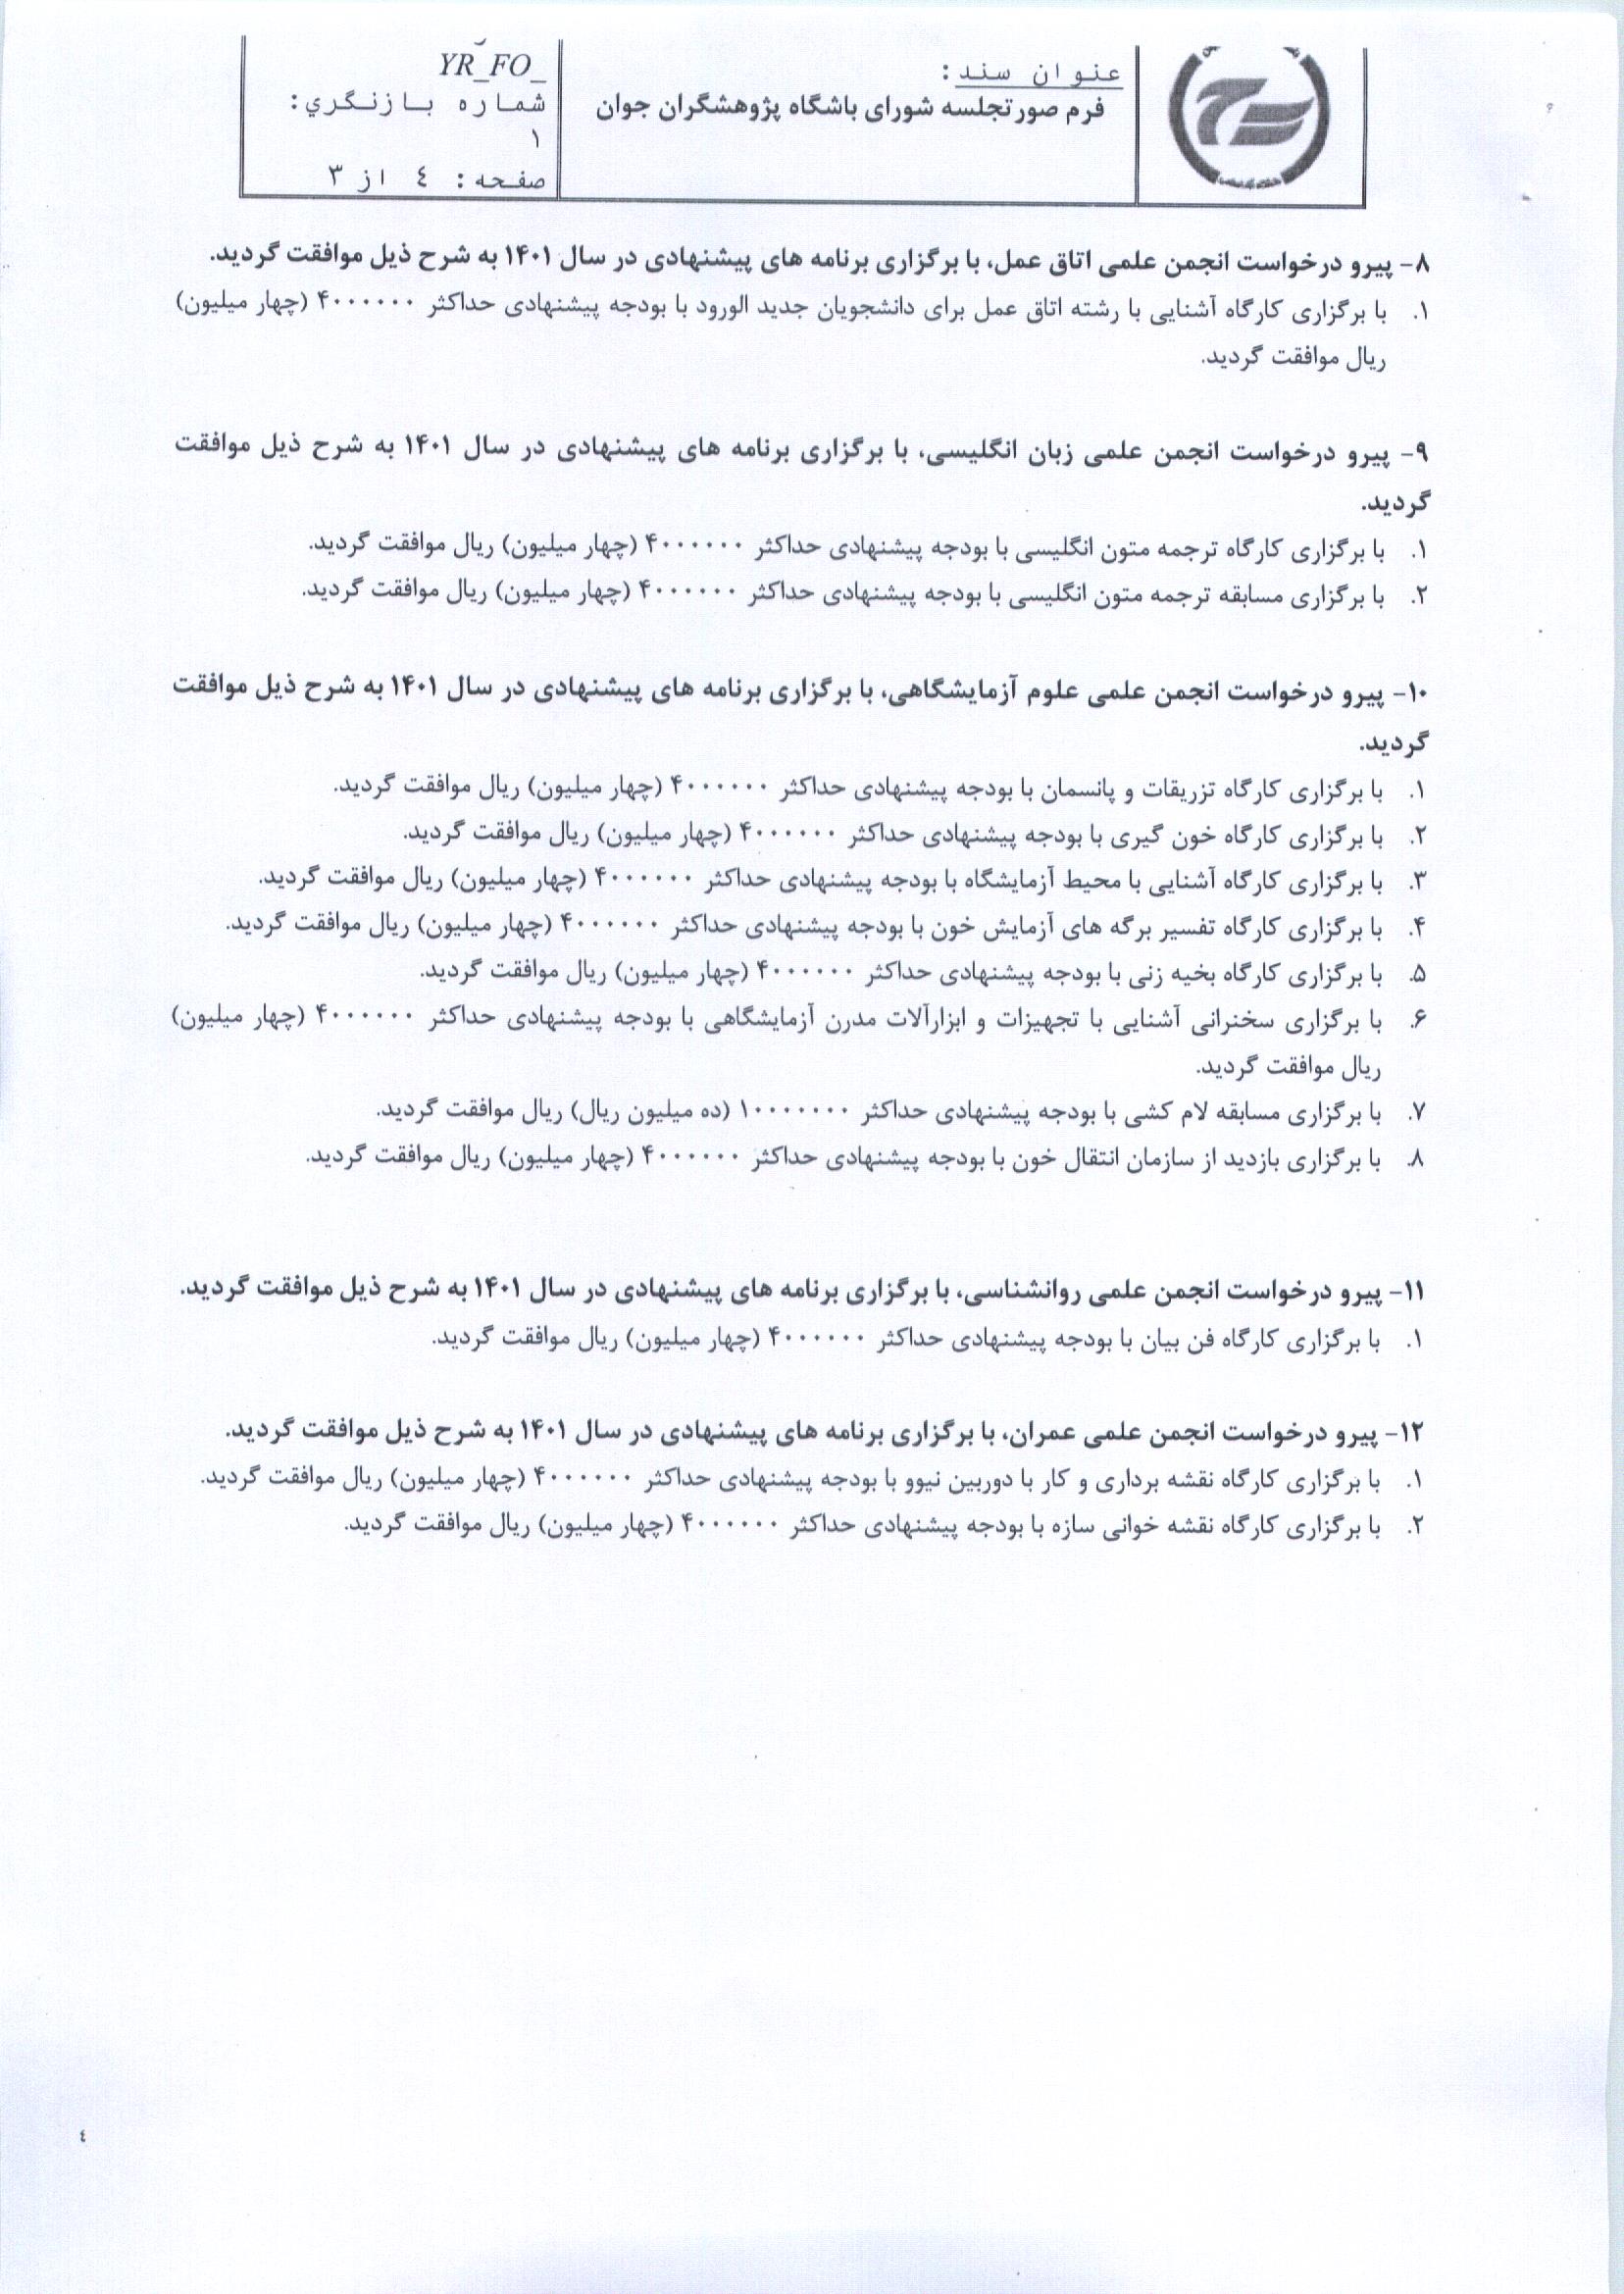 عنوان سند:
فرم صورتجلسه شورای باشگاه پژوهشگران جوان
YR_FO_
شماره بازنگري:
۱
صفحه: ٤ از ۳
۸- پیرو درخواست انجمن علمی اتاق عمل، با برگزاری برنامه های پیشنهادی در سال ۱۴۰۱ به شرح ذیل موافقت گردید.
۱. با برگزاری کارگاه آشنایی با رشته اتاق عمل برای دانشجویان جدید الورود با بودجه پیشنهادی حداکثر ۴۰۰۰۰۰۰ (چهار میلیون)
ریال موافقت گردید.
۹- پیرو درخواست انجمن علمی زبان انگلیسی، با برگزاری برنامه های پیشنهادی در سال ۱۴۰۱ به شرح ذیل موافقت
گردید.
۱. با برگزاری کارگاه ترجمه متون انگلیسی با بودجه پیشنهادی حداکثر ۴۰۰۰۰۰۰ (چهار میلیون) ریال موافقت گردید.
۲. با برگزاری مسابقه ترجمه متون انگلیسی با بودجه پیشنهادی حداکثر ۴۰۰۰۰۰۰ (چهار میلیون) ریال موافقت گردید.
۱۰- پیرو درخواست انجمن علمی علوم آزمایشگاهی، با برگزاری برنامه های پیشنهادی در سال ۱۴۰۱ به شرح ذیل موافقت
گردید.
۱. با برگزاری کارگاه تزریقات و پانسمان با بودجه پیشنهادی حداکثر ۴۰۰۰۰۰۰ (چهار میلیون) ریال موافقت گردید.
۲. با برگزاری کارگاه خون گیری با بودجه پیشنهادی حداکثر ۴۰۰۰۰۰۰ (چهار میلیون) ریال موافقت گردید.
۳. با برگزاری کارگاه آشنایی با محیط آزمایشگاه با بودجه پیشنهادی حداکثر ۴۰۰۰۰۰۰ (چهار میلیون) ریال موافقت گردید.
۴. با برگزاری کارگاه تفسیر برگه های آزمایش خون با بودجه پیشنهادی حداکثر ۴۰۰۰۰۰۰ (چهار میلیون) ریال موافقت گردید.
۵. با برگزاری کارگاه بخیه زنی با بودجه پیشنهادی حداکثر ۴۰۰۰۰۰۰ (چهار میلیون) ریال موافقت گردید.
۶. با برگزاری سخنرانی آشنایی با تجهیزات و ابزارآلات مدرن آزمایشگاهی با بودجه پیشنهادی حداکثر ۴۰۰۰۰۰۰ (چهار میلیون)
ریال موافقت گردید.
۷. با برگزاری مسابقه لام کشی با بودجه پیشنهادی حداکثر ۱۰۰۰۰۰۰۰ (ده میلیون ریال) ریال موافقت گردید.
۸. با برگزاری بازدید از سازمان انتقال خون با بودجه پیشنهادی حداکثر ۴۰۰۰۰۰۰ (چهار میلیون) ریال موافقت گردید.
۱۱- پیرو درخواست انجمن علمی روانشناسی، با برگزاری برنامه های پیشنهادی در سال ۱۴۰۱ به شرح ذیل موافقت گردید.
۱. با برگزاری کارگاه فن بیان با بودجه پیشنهادی حداکثر ۴۰۰۰۰۰۰ (چهار میلیون) ریال موافقت گردید.
۱۲- پیرو درخواست انجمن علمی عمران، با برگزاری برنامه های پیشنهادی در سال ۱۴۰۱ به شرح ذیل موافقت گردید.
۱. با برگزاری کارگاه نقشه برداری و کار با دوربین نیوو با بودجه پیشنهادی حداکثر ۴۰۰۰۰۰۰ (چهار میلیون) ریال موافقت گردید.
۲. با برگزاری کارگاه نقشه خوانی سازه با بودجه پیشنهادی حداکثر ۴۰۰۰۰۰۰ (چهار میلیون) ریال موافقت گردید.
٤